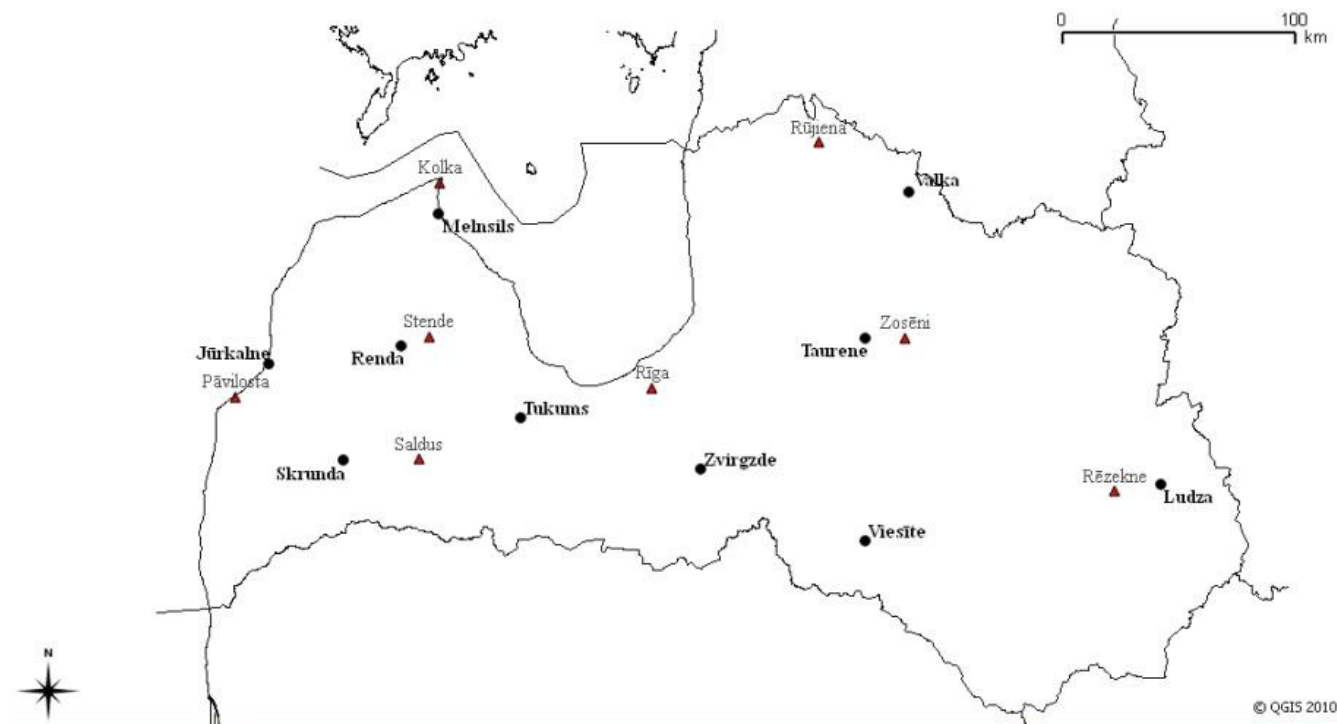 0 100
km
Rūjiena
Valka
Kolka
Melnsils
Stende
Zosēni
Jūrkalne
Renda
Taurene
Pāvilosta
Rīga
Tukums
Saldus
Skrunda
Zvirgzde
Rēzekne
Ludza
Viesīte
N
© QGIS 2010